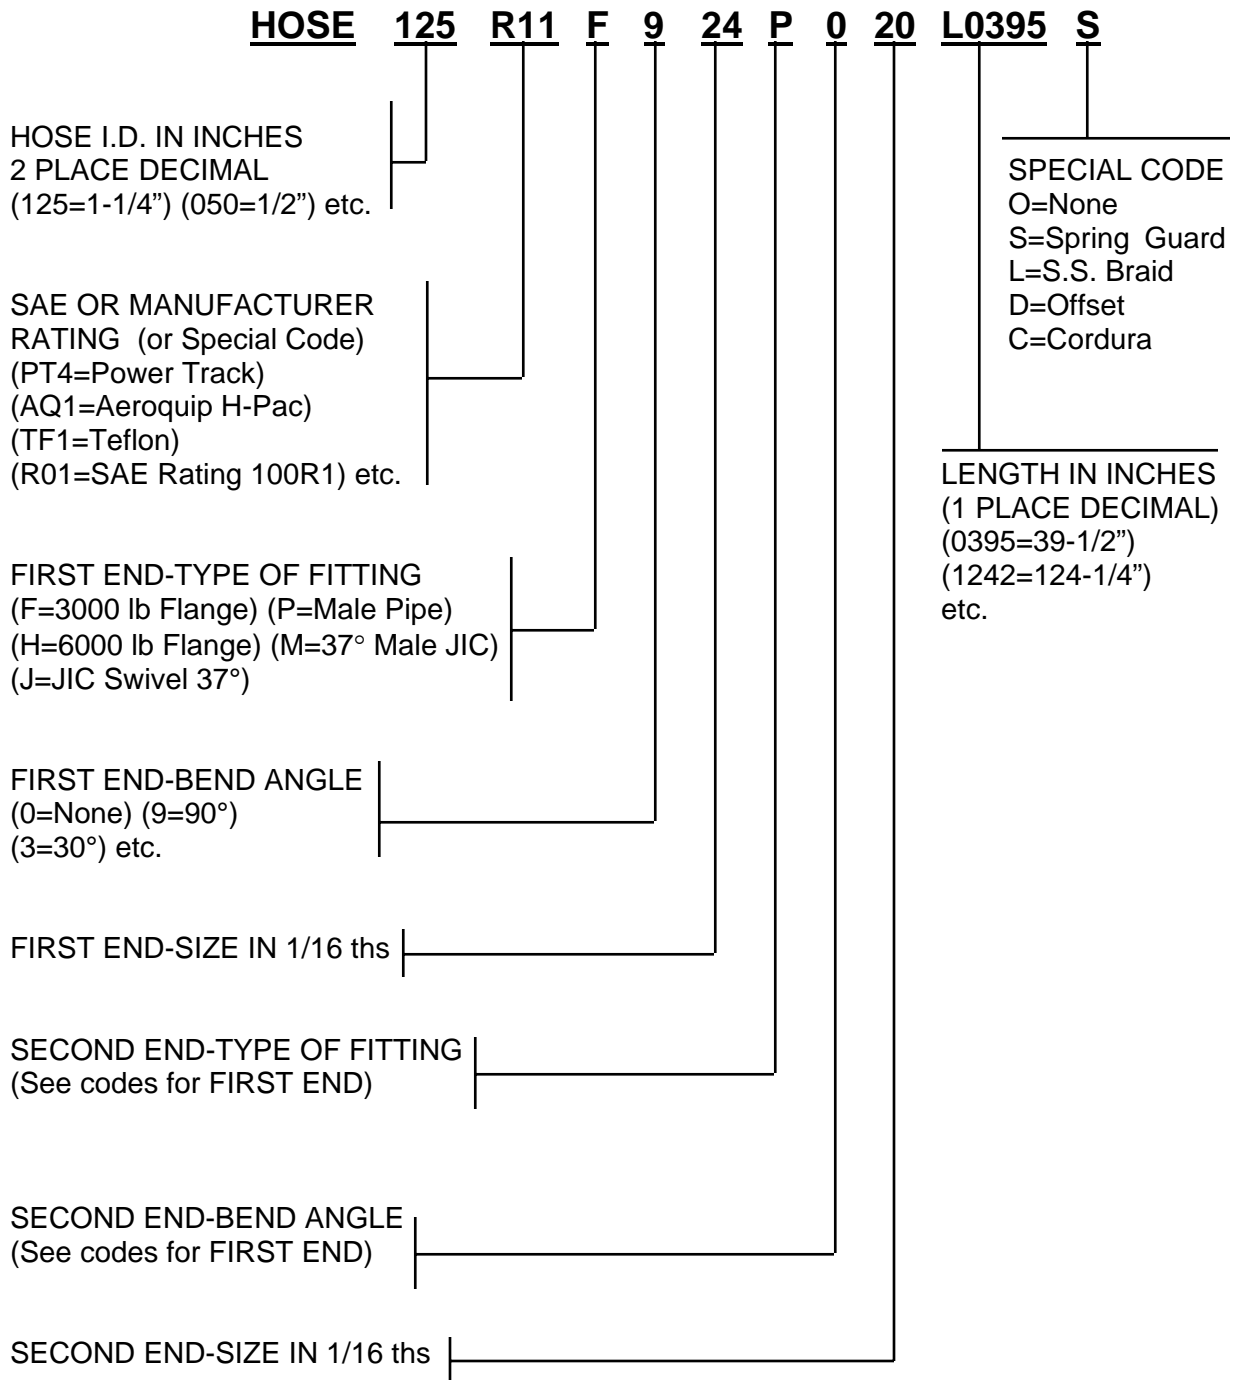 HOSE 125 R11 F 9 24 P 0 20 L0395 S
HOSE I.D. IN INCHES
2 PLACE DECIMAL
(125=1-1/4”) (050=1/2”) etc.
SPECIAL CODE
O=None
S=Spring Guard
L=S.S. Braid
D=Offset
C=Cordura
SAE OR MANUFACTURER
RATING (or Special Code)
(PT4=Power Track)
(AQ1=Aeroquip H-Pac)
(TF1=Teflon)
(R01=SAE Rating 100R1) etc.
LENGTH IN INCHES
(1 PLACE DECIMAL)
(0395=39-1/2”)
(1242=124-1/4”)
etc.
FIRST END-TYPE OF FITTING
(F=3000 lb Flange) (P=Male Pipe)
(H=6000 lb Flange) (M=37° Male JIC)
(J=JIC Swivel 37°)
FIRST END-BEND ANGLE
(0=None) (9=90°)
(3=30°) etc.
FIRST END-SIZE IN 1/16 ths
SECOND END-TYPE OF FITTING
(See codes for FIRST END)
SECOND END-BEND ANGLE
(See codes for FIRST END)
SECOND END-SIZE IN 1/16 ths